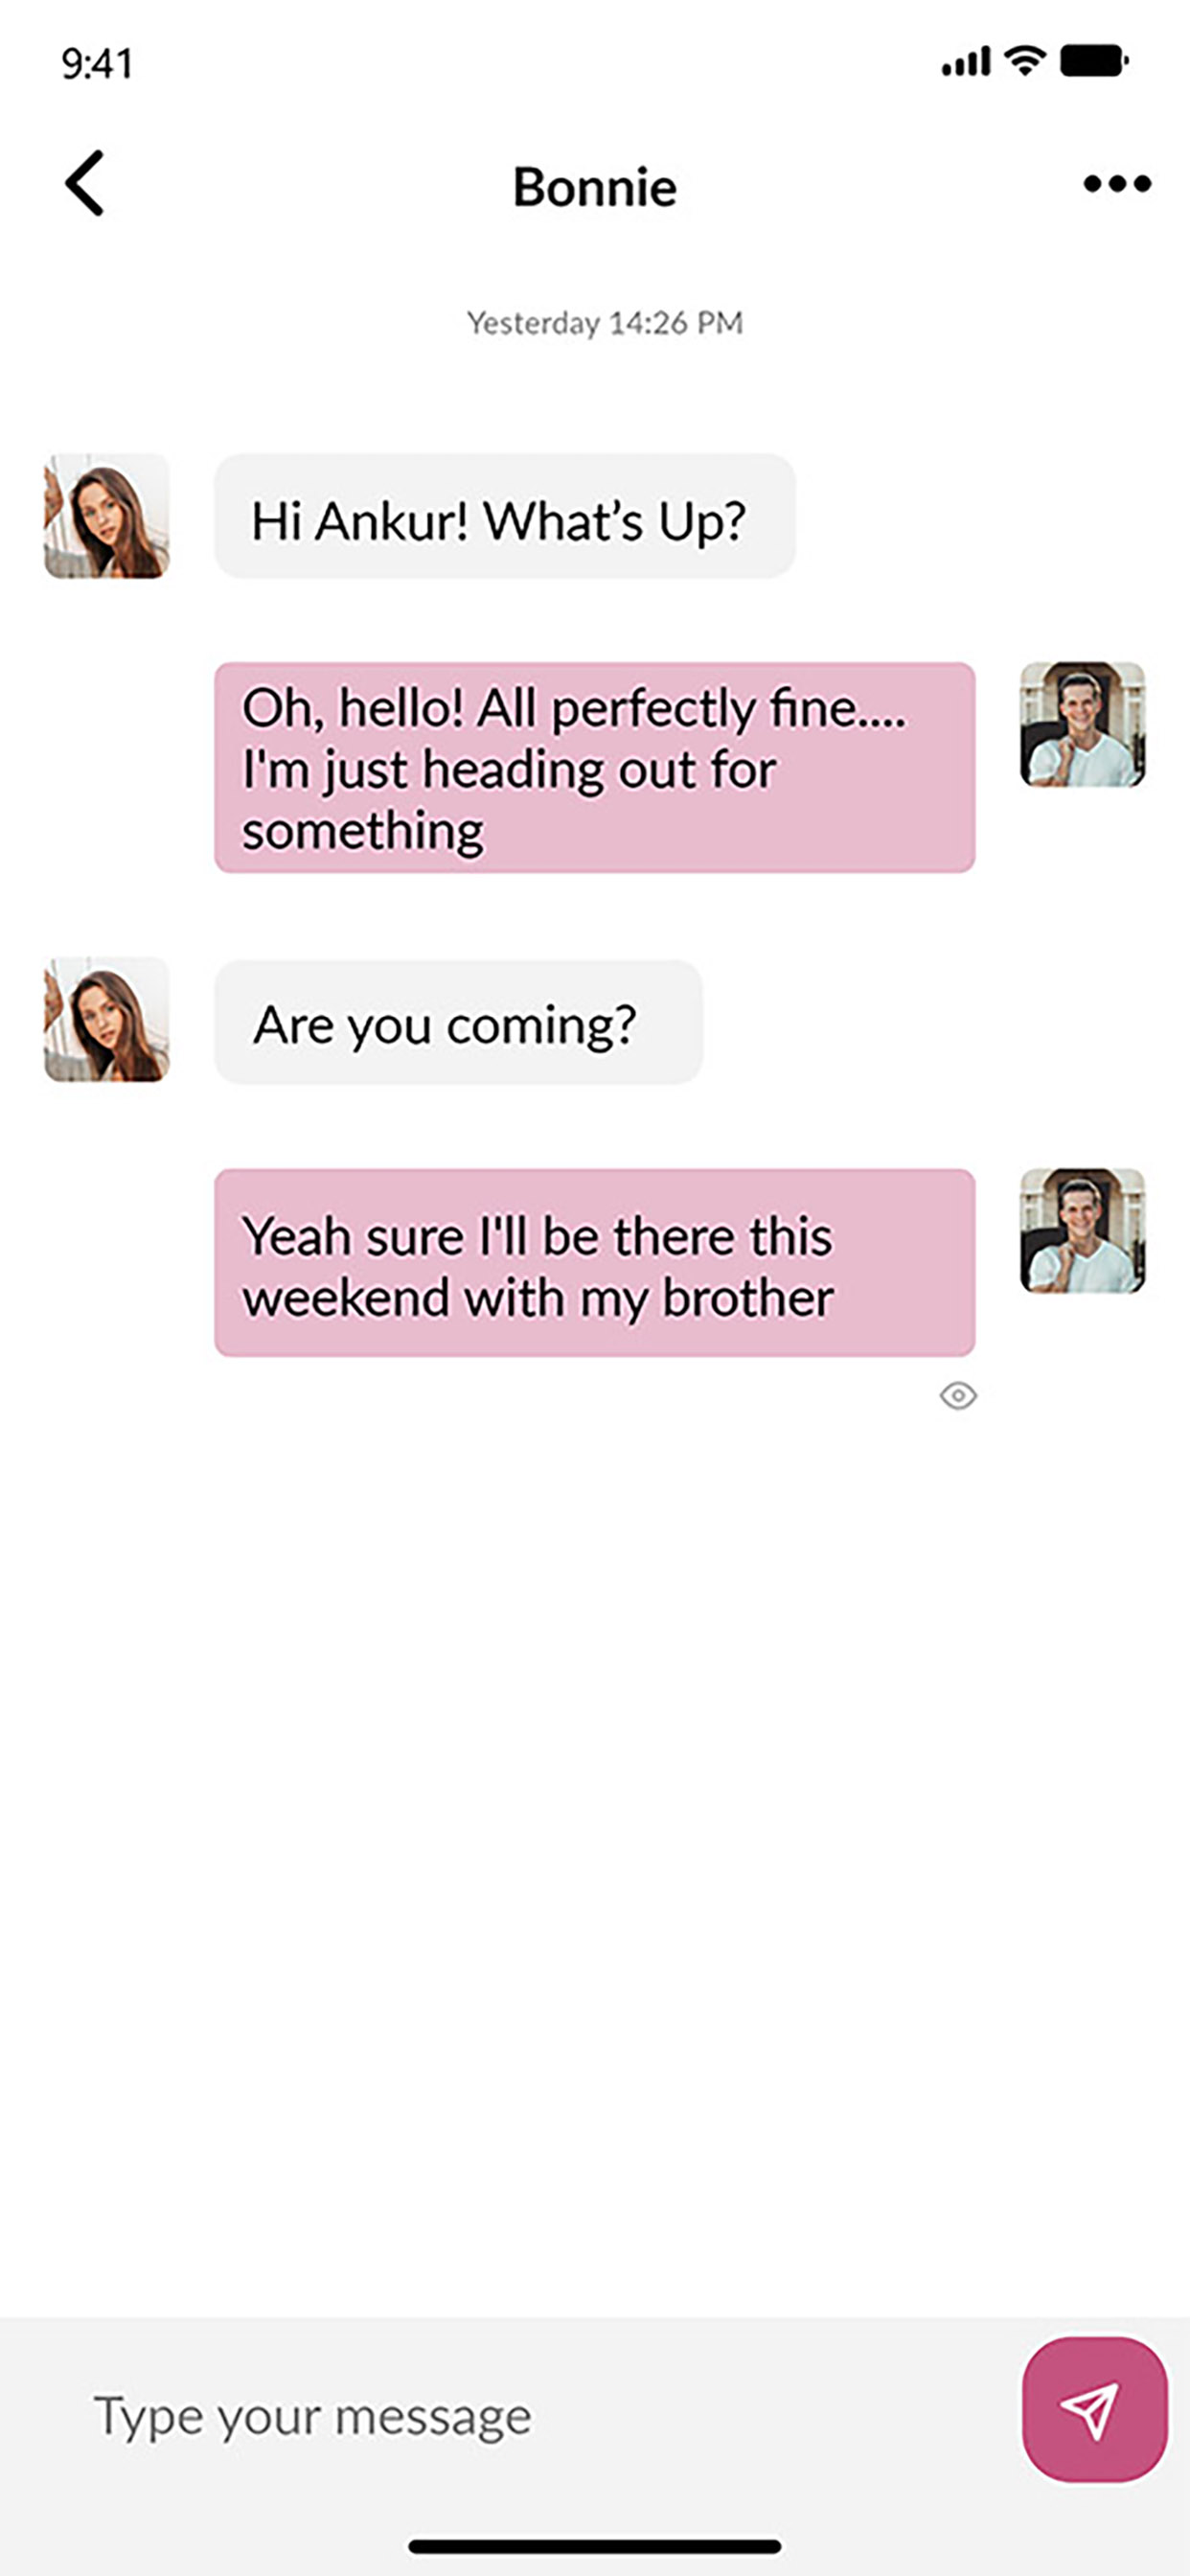 9:41
Bonnie
Yesterday 14:26 PM
Hi Ankur! What’s Up?
Oh, hello! All perfectly fine....
I'm just heading out for
something
Are you coming?
Yeah sure I'll be there this
weekend with my brother
Type your message